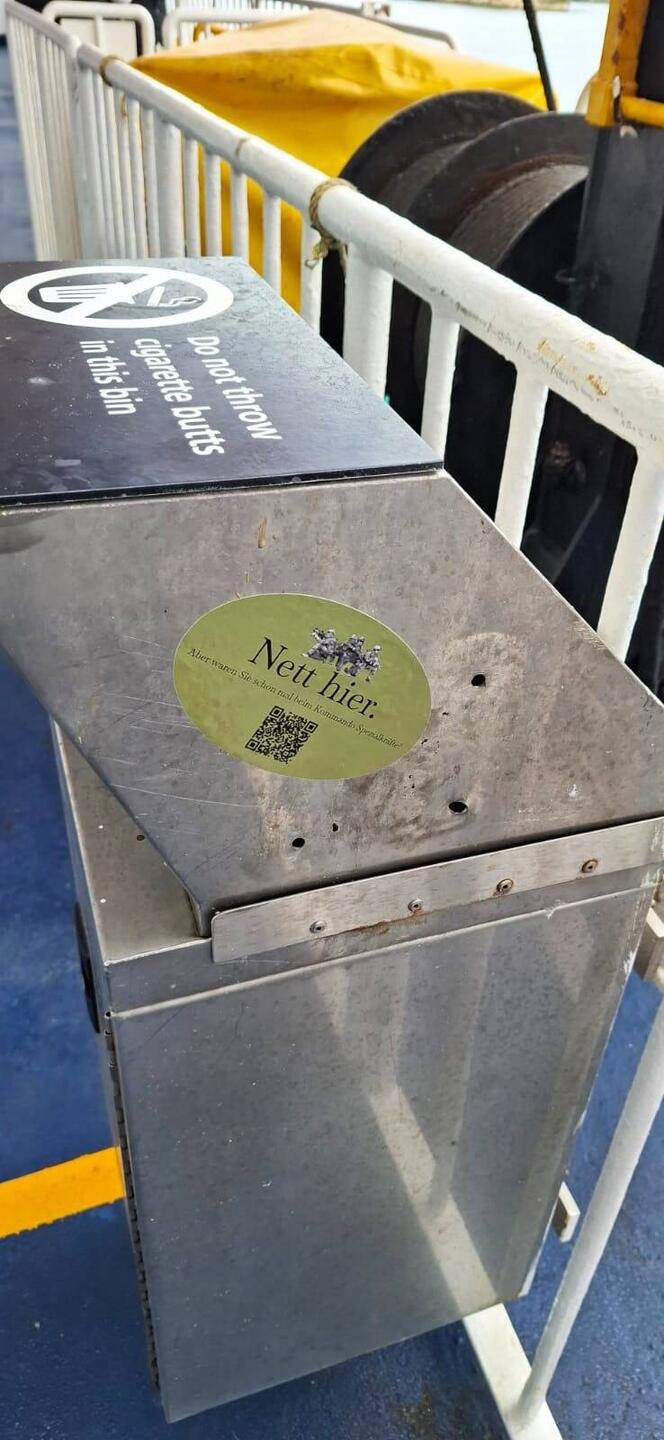 Do not throw
cigarette butts
in this bin
Nett hier.
Aber waren Sie schon mal beim Kommando Spezialkräfte?